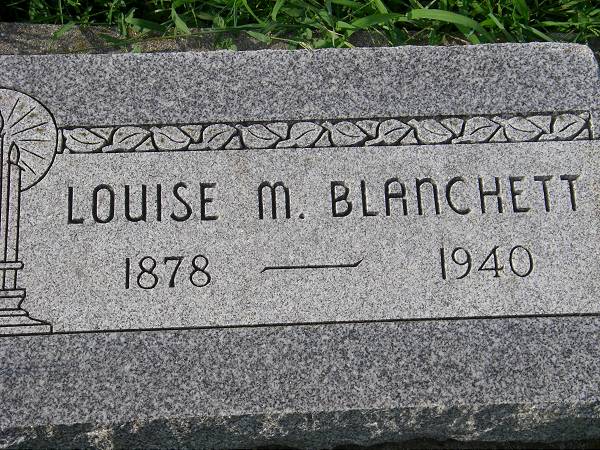 LOUISE M. BLANCHETT
1878 — 1940